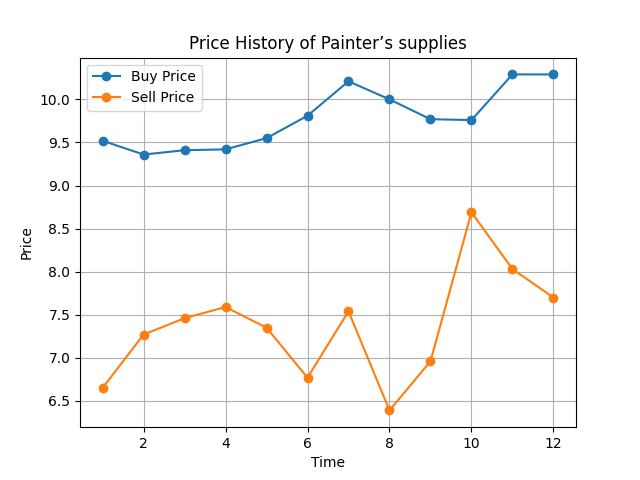 Price History of Painter’s supplies
Buy Price
Sell Price
10.0
9.5
9.0
8.5
8.0
7.5
7.0
6.5
Price
2 4 6 8 10 12
Time